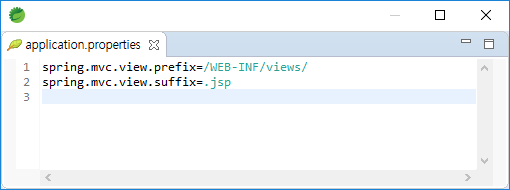 application.properties
1 spring.mvc.view.prefix=/WEB-INF/views/
2 spring.mvc.view.suffix=.jsp
3